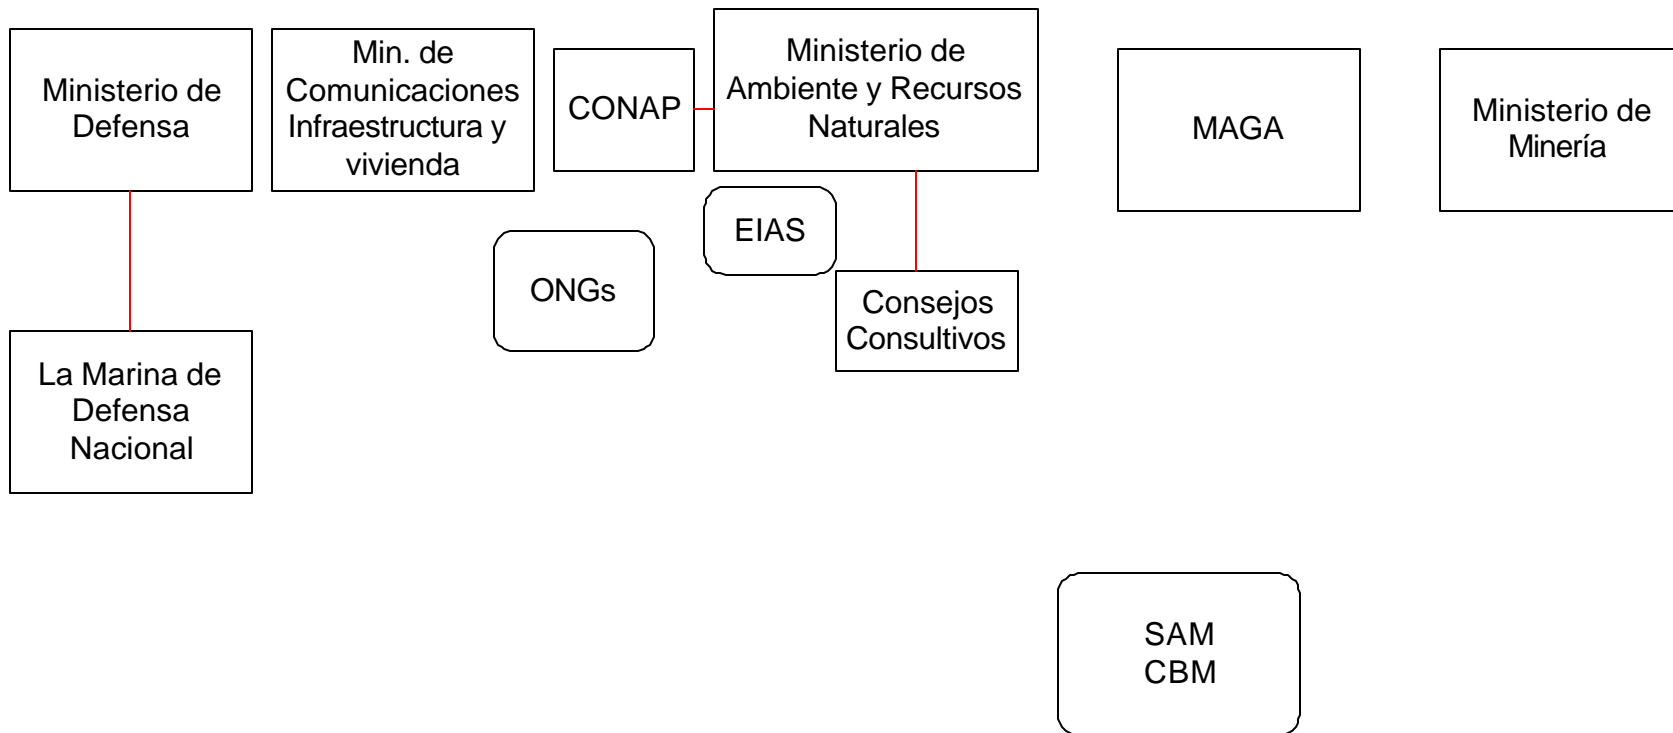 Ministerio de
Defensa
Min. de
Comunicaciones
Infraestructura y
vivienda
CONAP
Ministerio de
Ambiente y Recursos
Naturales
MAGA
Ministerio de
Minería
EIAS
ONGs
Consejos
Consultivos
La Marina de
Defensa
Nacional
SAM
CBM